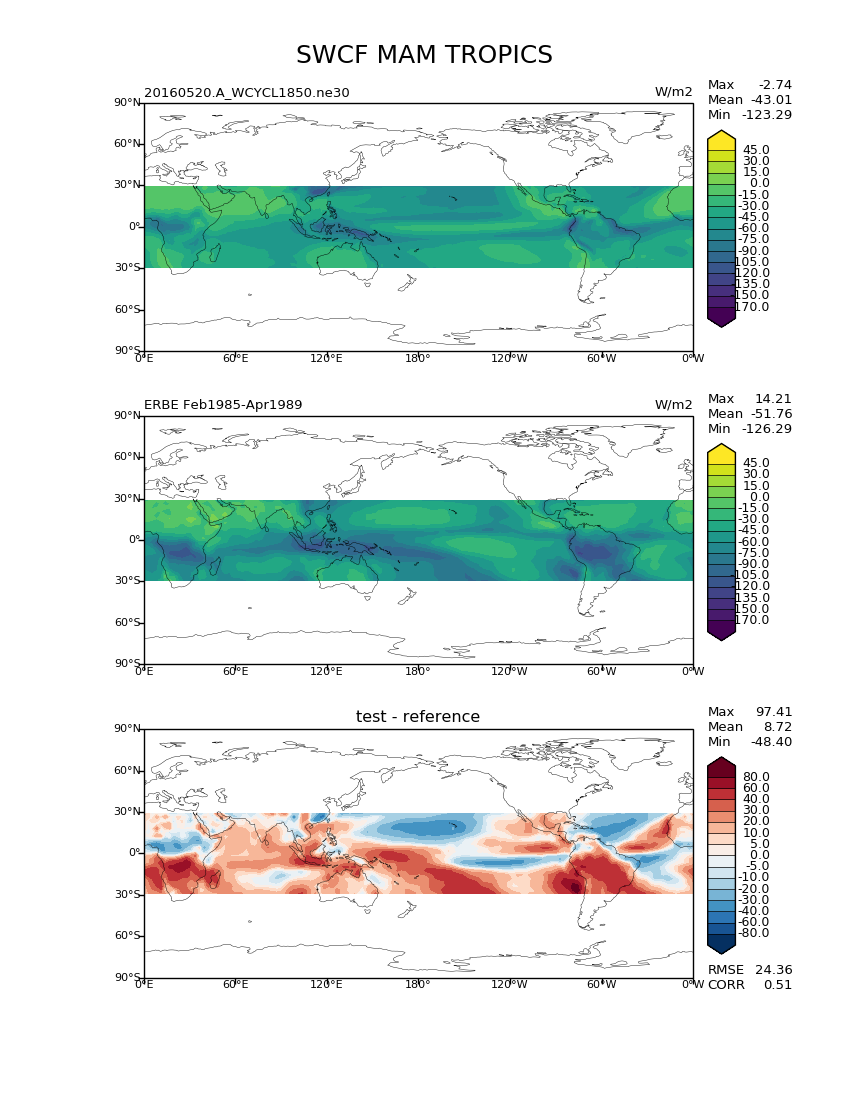 SWCF MAM TROPICS
20160520.A_WCYCL1850.ne30 W/m2
Max -2.74
Mean -43.01
Min -123.29
90°N
60°N
30°N
0°
30°S
60°S
90°S
0°E 60°E 120°E 180° 120°W 60°W 0°W
45.0
30.0
15.0
0.0
-15.0
-30.0
-45.0
-60.0
-75.0
-90.0
-105.0
-120.0
-135.0
-150.0
-170.0
ERBE Feb1985-Apr1989 W/m2
Max 14.21
Mean -51.76
Min -126.29
90°N
60°N
30°N
0°
30°S
60°S
90°S
0°E 60°E 120°E 180° 120°W 60°W 0°W
45.0
30.0
15.0
0.0
-15.0
-30.0
-45.0
-60.0
-75.0
-90.0
-105.0
-120.0
-135.0
-150.0
-170.0
test - reference
Max 97.41
Mean 8.72
Min -48.40
90°N
60°N
30°N
0°
30°S
60°S
90°S
0°E 60°E 120°E 180° 120°W 60°W 0°W
80.0
60.0
40.0
30.0
20.0
10.0
5.0
0.0
-5.0
-10.0
-20.0
-30.0
-40.0
-60.0
-80.0
RMSE 24.36
CORR 0.51